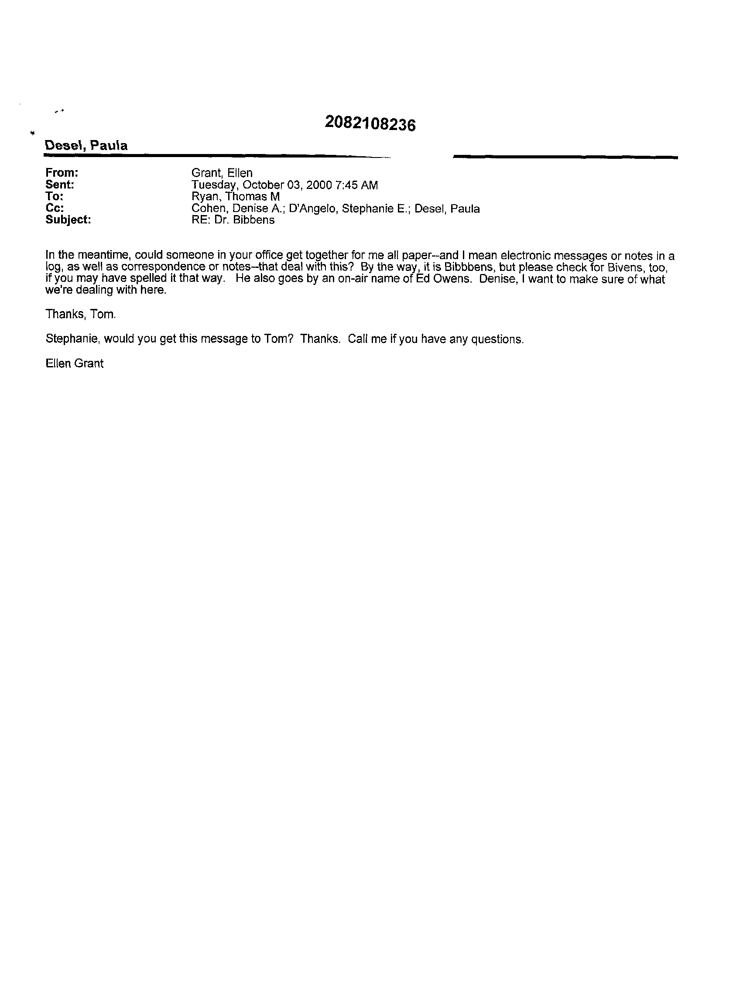 2082108236
Desel, Paula
From: Grant, Ellen
Sent: Tuesday, October 03, 2000 7:45 AM
To: Ryan, Thomas M
Cc: Cohen, Denise A.; D'Angelo, Stephanie E.; Desel, Paula
Subject: RE: Dr. Bibbens
In the meantime, could someone in your office get together for me all paper--and I mean electronic messages or notes in a
log, as well as correspondence or notes--that deal with this? By the way, it is Bibbbens, but please check for Bivens, too,
if you may have spelled it that way. He also goes by an on-air name of Ed Owens. Denise, I want to make sure of what
we're dealing with here.
Thanks, Tom.
Stephanie, would you get this message to Tom? Thanks. Call me if you have any questions.
Ellen Grant